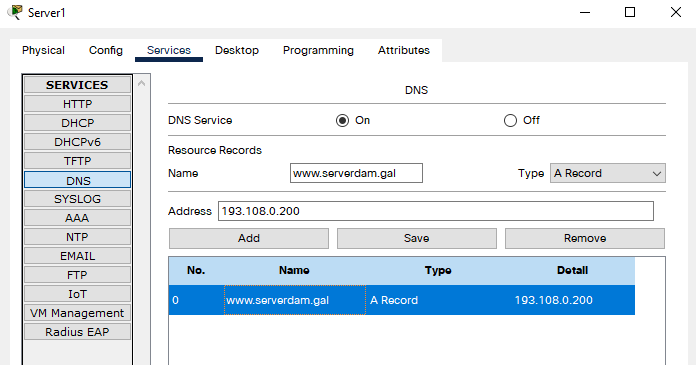 Server1
Physical Config Services Desktop Programming Attributes
SERVICES
HTTP
DHCP
DHCPv6
TFTP
DNS
SYSLOG
AAA
NTP
EMAIL
FTP
IoT
VM Management
Radius EAP
DNS
DNS Service On Off
Resource Records
Name www.serverdam.gal Type A Record
Address 193.108.0.200
Add Save Remove
No. Name Type Detail
0 www.serverdam.gal A Record 193.108.0.200